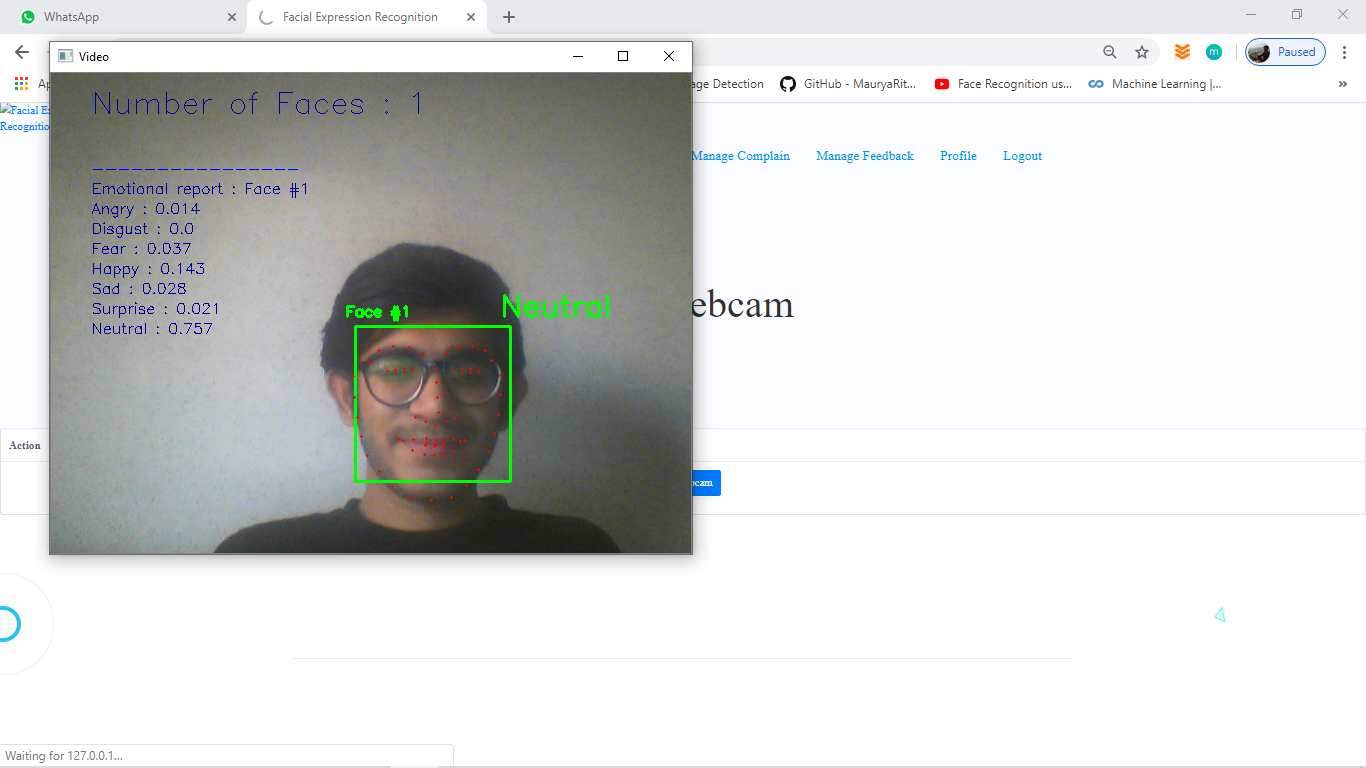 WhatsApp
Facial Expression Recognition
Paused
Video
age Detection
GitHub - MauryaRit...
Face Recognition us...
Machine Learning |...
»
Ap
m
Facial E
Recognition
Number of Faces : 1
----------------
Emotional report : Face #1
Angry : 0.014
Disgust : 0.0
Fear : 0.037
Happy : 0.143
Sad : 0.028
Surprise : 0.021
Neutral : 0.757
Face #1
Neutral
Manage Complain
Manage Feedback
Profile
Logout
ebcam
Action
cam
Waiting for 127.0.0.1...